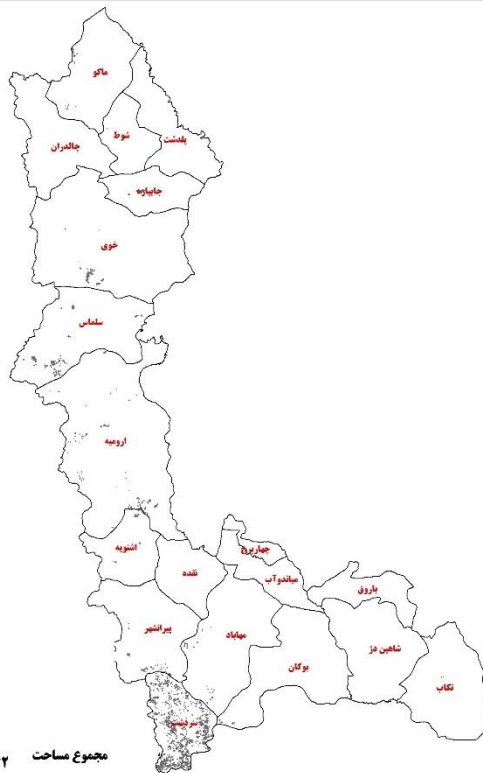 ماکو
شوط
پلدشت
چالدران
چایپاره
خوی
سلماس
ارومیه
چهاربرج
اشنویه
نقده
میاندوآب
باروق
پیرانشهر
مهاباد
شاهین دژ
بوکان
تکاب
سردشت
مجموع مساحت